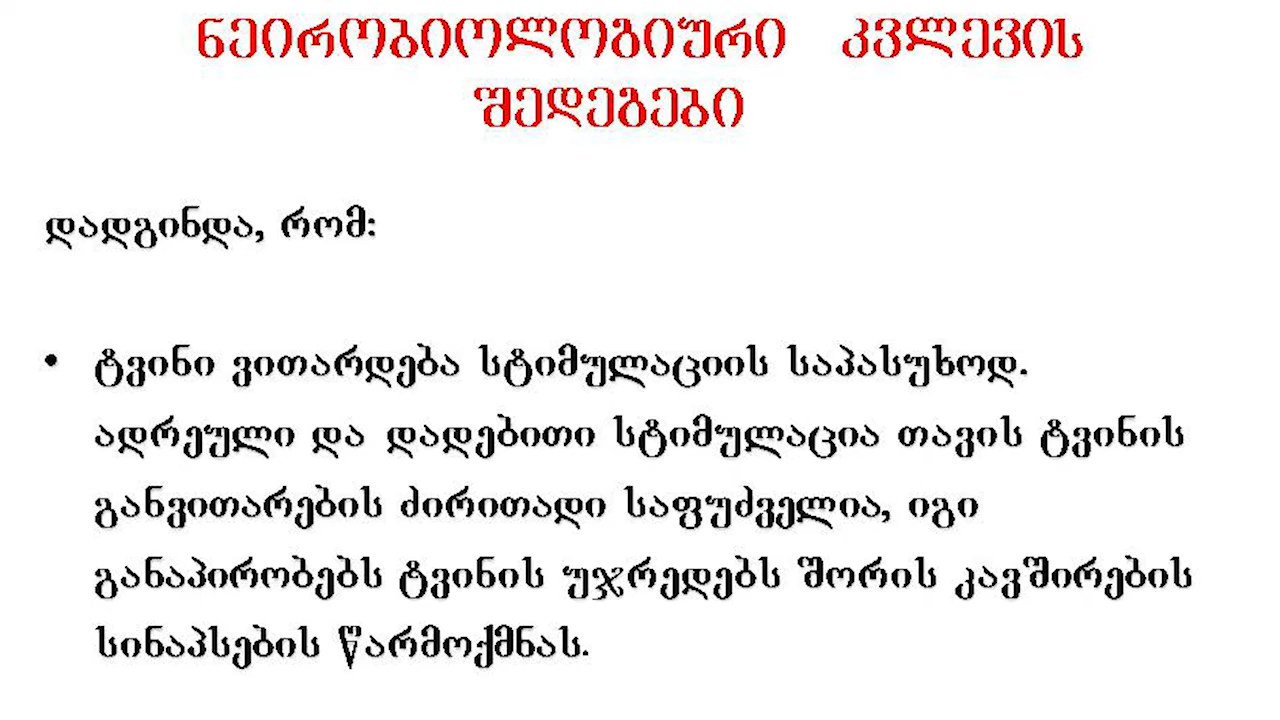 ნეირობიოლოგიური კვლევის
შედეგები
დადგინდა, რომ:
• ტვინი ვითარდება სტიმულაციის საპასუხოდ.
ადრეული და დადებითი სტიმულაცია თავის ტვინის
განვითარების ძირითადი საფუძველია, იგი
განაპირობებს ტვინის უჯრედებს შორის კავშირების
სინაპსების წარმოქმნას.